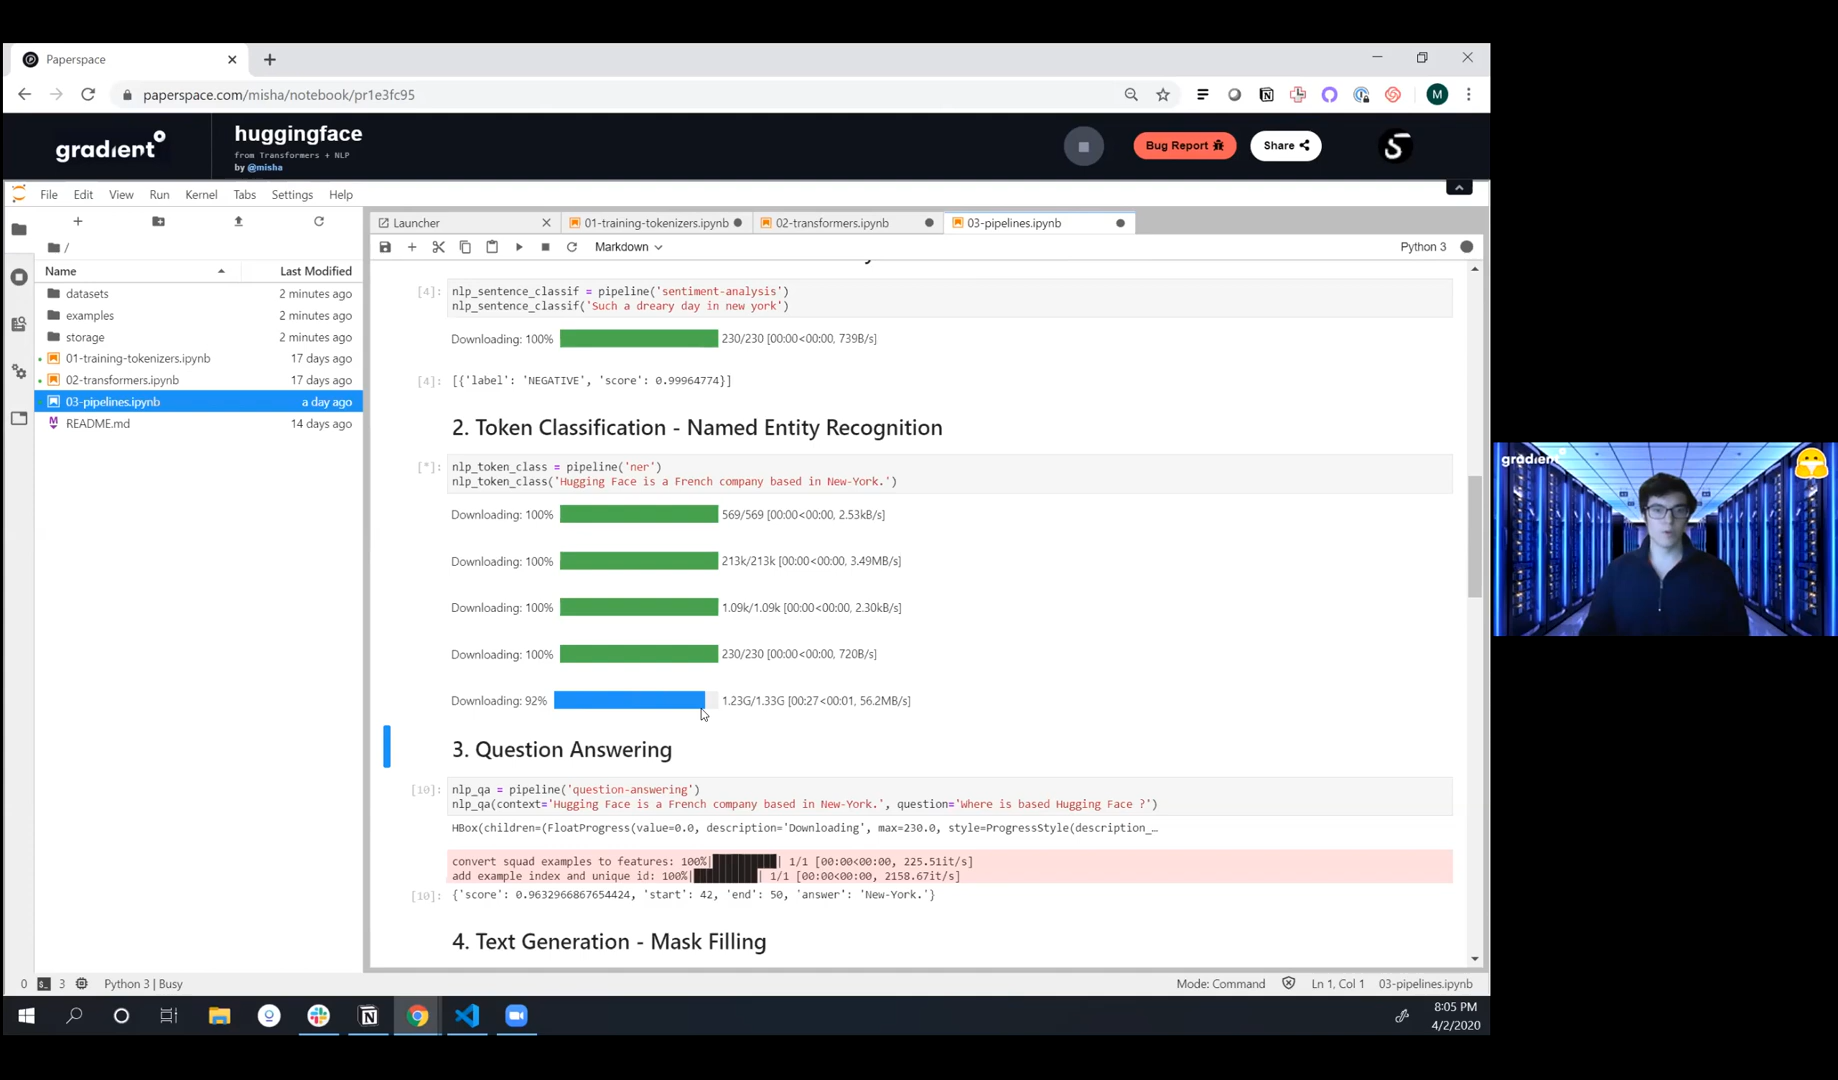 Paperspace
paperspace.com/misha/notebook/pr1e3fc95
M
gradient
huggingface
from Transformers + NLP
by @misha
Bug Report
Share
File Edit View Run Kernel Tabs Settings Help
Launcher
01-training-tokenizers.ipynb
02-transformers.ipynb
03-pipelines.ipynb
Markdown
Python 3
/
Name Last Modified
datasets 2 minutes ago
examples 2 minutes ago
storage 2 minutes ago
01-training-tokenizers.ipynb 17 days ago
02-transformers.ipynb 17 days ago
03-pipelines.ipynb a day ago
README.md 14 days ago
[4]: nlp_sentence_classif = pipeline('sentiment-analysis')
nlp_sentence_classif('Such a dreary day in new york')
Downloading: 100% 230/230 [00:00<00:00, 739B/s]
[4]: [{'label': 'NEGATIVE', 'score': 0.99964774}]
2. Token Classification - Named Entity Recognition
[*]: nlp_token_class = pipeline('ner')
nlp_token_class('Hugging Face is a French company based in New-York.')
Downloading: 100% 569/569 [00:00<00:00, 2.53kB/s]
Downloading: 100% 213k/213k [00:00<00:00, 3.49MB/s]
Downloading: 100% 1.09k/1.09k [00:00<00:00, 2.30kB/s]
Downloading: 100% 230/230 [00:00<00:00, 720B/s]
Downloading: 92% 1.23G/1.33G [00:27<00:01, 56.2MB/s]
3. Question Answering
[10]: nlp_qa = pipeline('question-answering')
nlp_qa(context='Hugging Face is a French company based in New-York.', question='Where is based Hugging Face ?')
HBox(children=(FloatProgress(value=0.0, description='Downloading', max=230.0, style=ProgressStyle(description_…
convert squad examples to features: 100%|██████████| 1/1 [00:00<00:00, 225.51it/s]
add example index and unique id: 100%|██████████| 1/1 [00:00<00:00, 2158.67it/s]
[10]: {'score': 0.9632966867654424, 'start': 42, 'end': 50, 'answer': 'New-York.'}
4. Text Generation - Mask Filling
0 3 Python 3 | Busy
Mode: Command Ln 1, Col 1 03-pipelines.ipynb
8:05 PM
4/2/2020
gradient